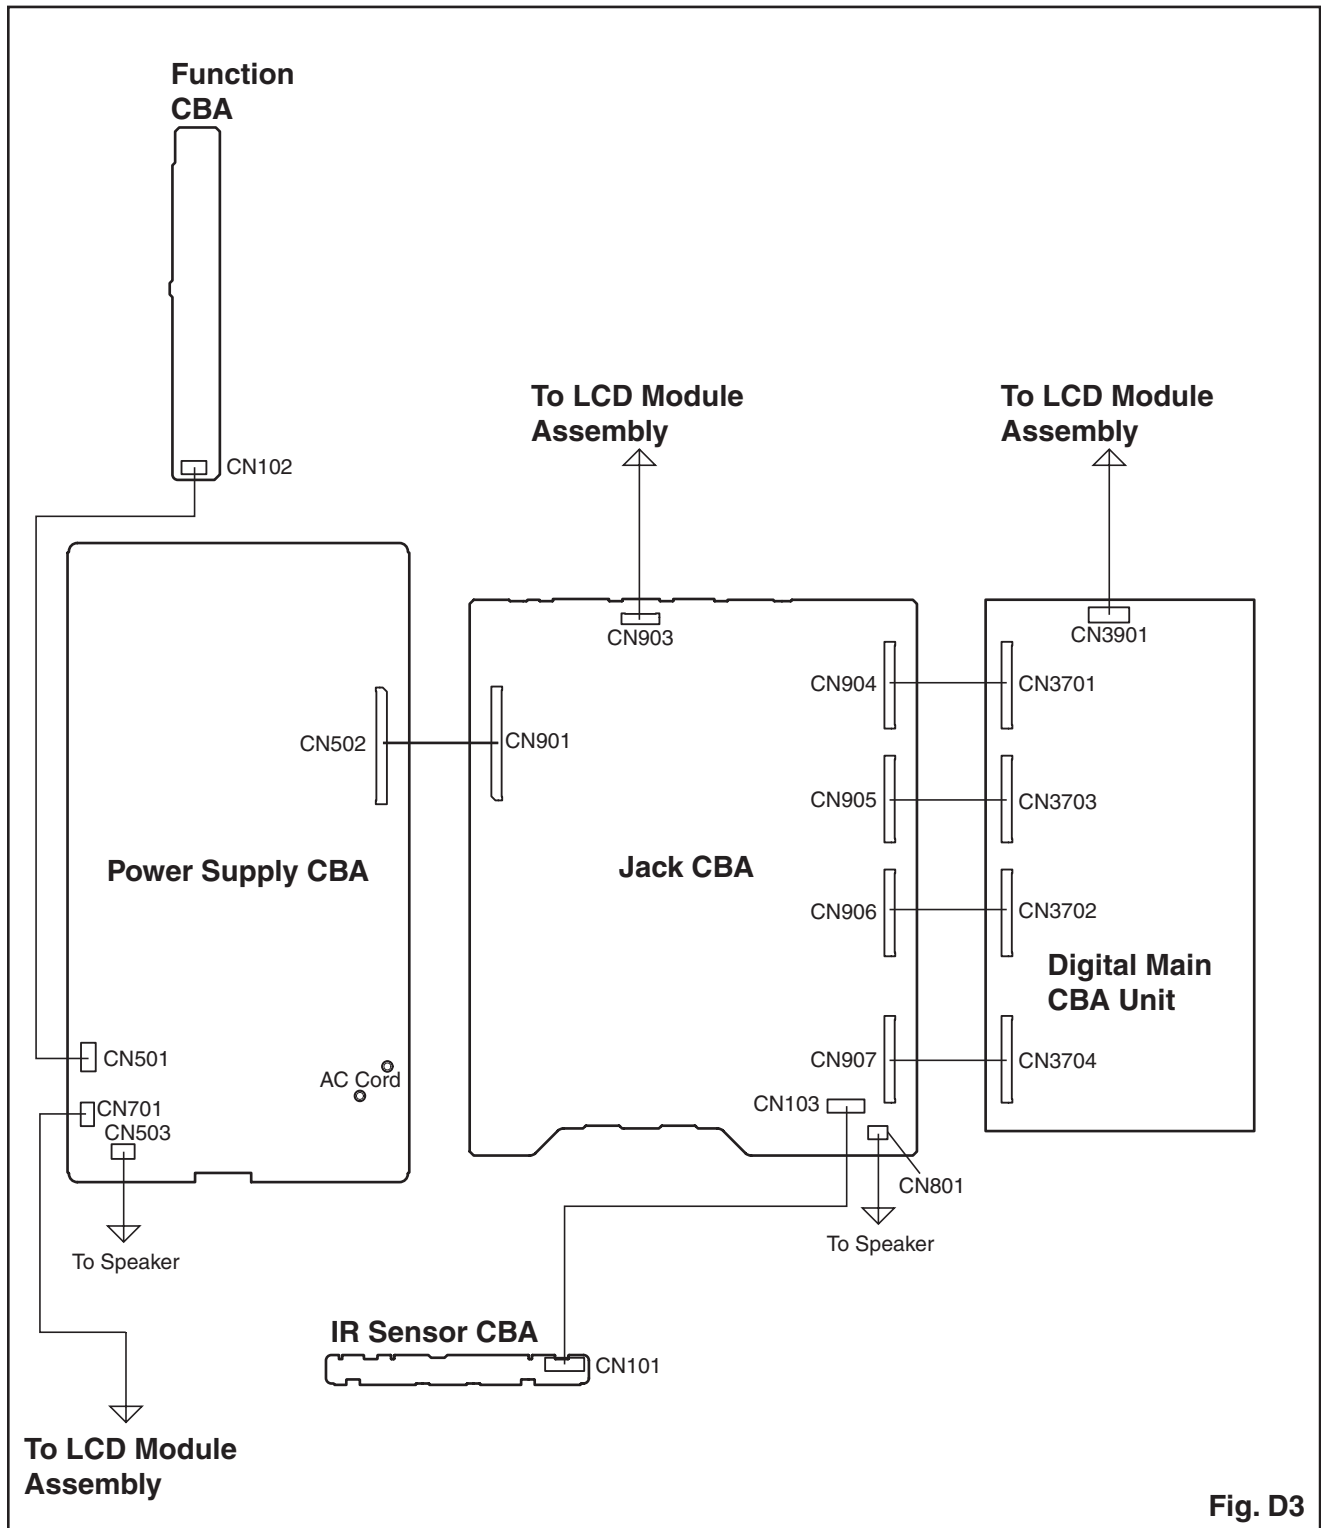 Function
CBA
CN102
To LCD Module
Assembly
To LCD Module
Assembly
CN903
CN3901
CN904
CN3701
CN502
CN901
CN905
CN3703
Power Supply CBA
Jack CBA
CN906
CN3702
Digital Main
CBA Unit
CN501
CN907
CN3704
AC Cord
CN701
CN103
CN503
CN801
To Speaker
To Speaker
IR Sensor CBA
CN101
To LCD Module
Assembly
Fig. D3